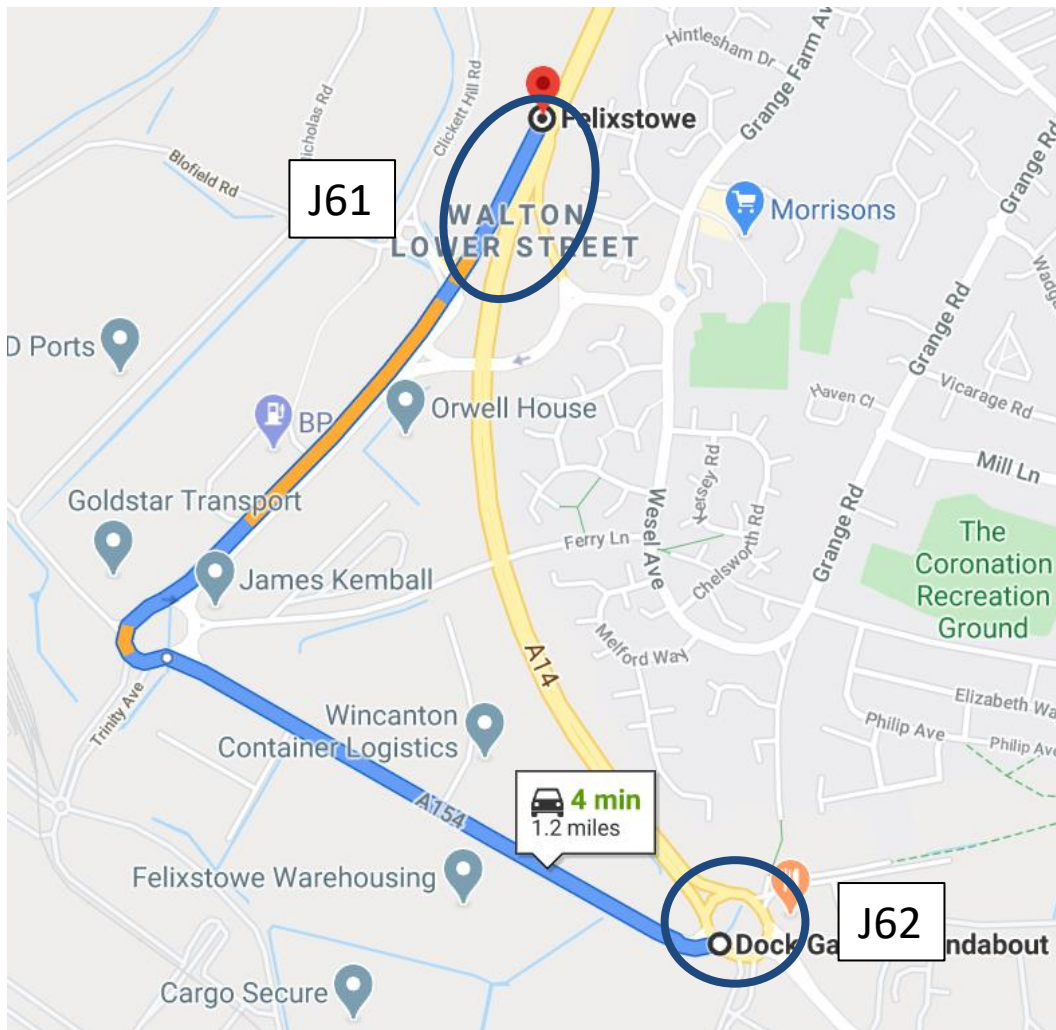 Hintlesham Dr
Grange Farm Ave
Nicholas Rd
Clickett Hill Rd
Felixstowe
Blofield Rd
J61
Grange Rd
WALTON
LOWER STREET
Morrisons
D Ports
Grange Rd
Haven Cl
Vicarage Rd
Orwell House
BP
Mill Ln
Goldstar Transport
Wesel Ave
Kersey Rd
Ferry Ln
Chelsworth Rd
Grange Rd
The
Coronation
Recreation
Ground
James Kemball
Melford Way
A14
Trinity Ave
Wincanton
Container Logistics
Elizabeth Wa
Philip Ave
Philip Ave
4 min
1.2 miles
A154
Felixstowe Warehousing
J62
Dock Ga ndabout
Cargo Secure